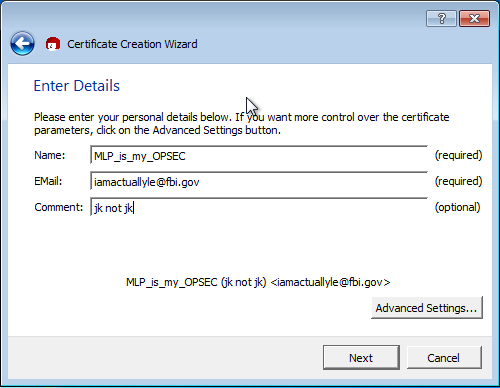 Certificate Creation Wizard
Enter Details
Please enter your personal details below. If you want more control over the certificate
parameters, click on the Advanced Settings button.
Name: MLP_is_my_OPSEC (required)
EMail: iamactuallyle@fbi.gov (required)
Comment: jk not jk (optional)
MLP_is_my_OPSEC (jk not jk) <iamactuallyle@fbi.gov>
Advanced Settings...
Next Cancel